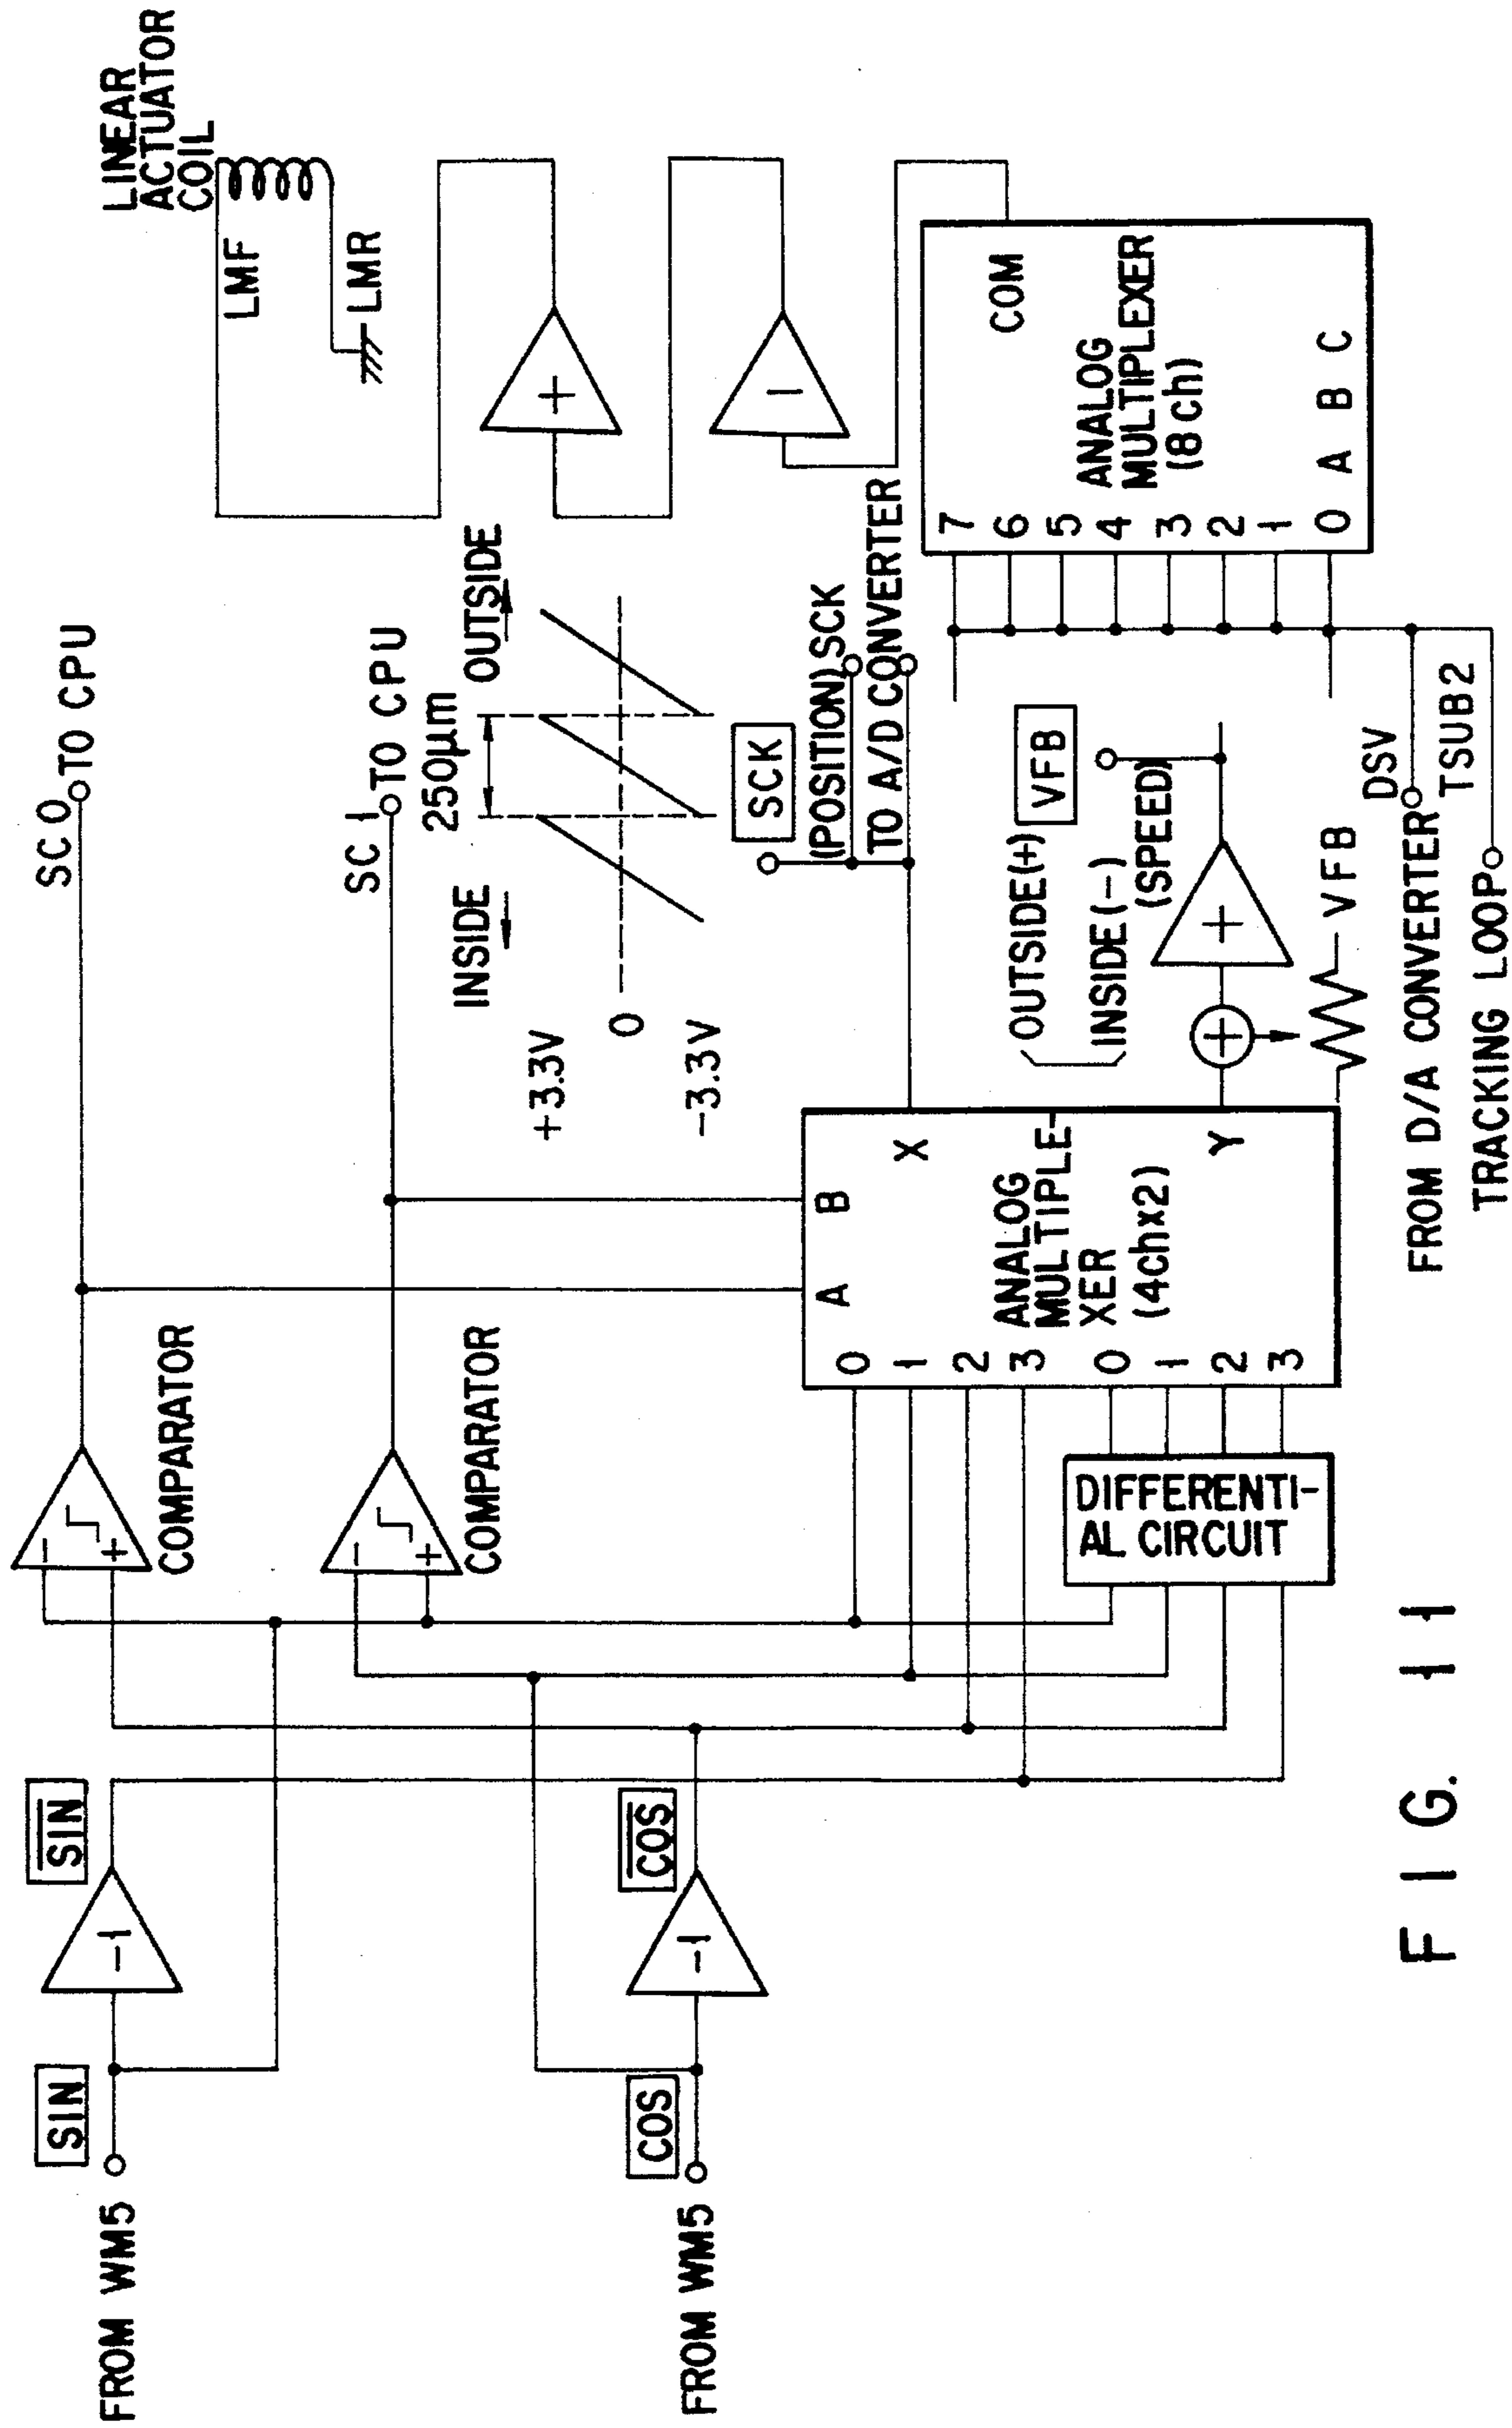 FROM WM5
SIN
-1
SIN
FROM WM5
COS
-1
COS
-
+
COMPARATOR
-
+
COMPARATOR
SC 0
TO CPU
SC 1
TO CPU
250μm
INSIDE
OUTSIDE
+3.3V
0
-3.3V
SCK
(POSITION) SCK
TO A/D CONVERTER
DIFFERENTI-
AL CIRCUIT
A
B
0
1
2
3
0
1
2
3
X
Y
ANALOG
MULTIPLE-
XER
(4ch×2)
OUTSIDE(+)
INSIDE(-)
VFB
(SPEED)
+
+
VFB
DSV
FROM D/A CONVERTER
TSUB2
TRACKING LOOP
7
6
5
4
3
2
1
0
A B C
COM
ANALOG
MULTIPLEXER
(8ch)
-
+
LMF
LMR
LINEAR
ACTUATOR
COIL
FIG. 11